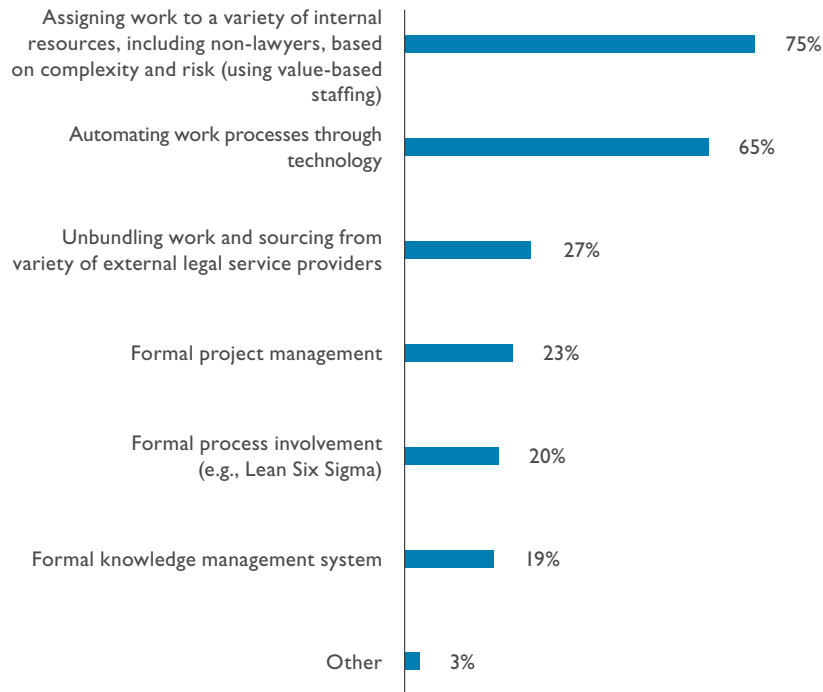 Assigning work to a variety of internal
resources, including non-lawyers, based
on complexity and risk (using value-based
staffing)
75%
Automating work processes through
technology
65%
Unbundling work and sourcing from
variety of external legal service providers
27%
Formal project management
23%
Formal process involvement
(e.g., Lean Six Sigma)
20%
Formal knowledge management system
19%
Other
3%